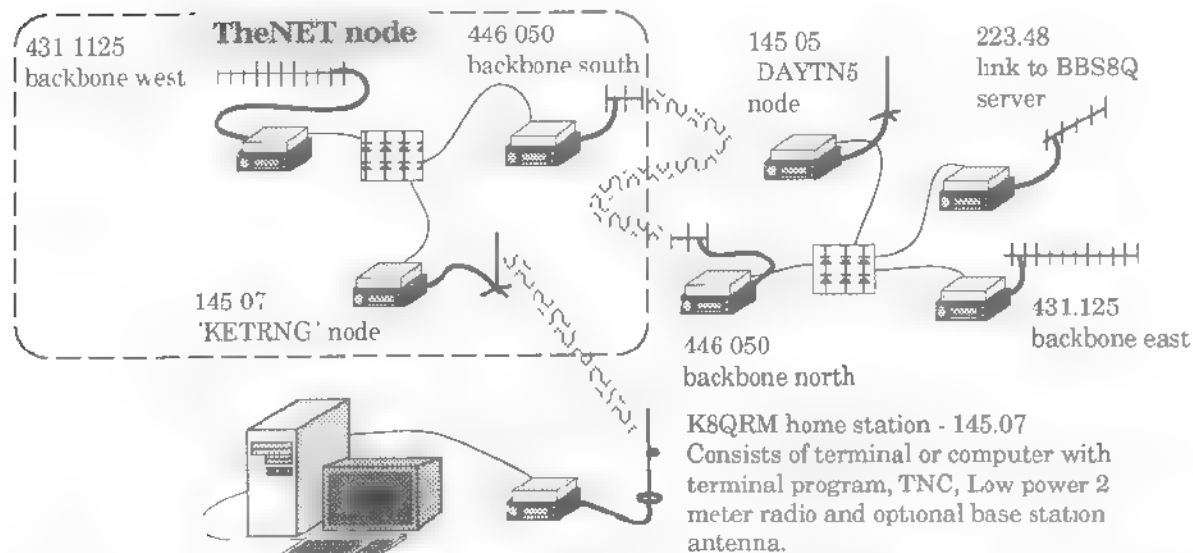 TheNET node
431 1125
backbone west
446 050
backbone south
145 05
DAYTN5
node
223.48
link to BBS8Q
server
145 07
'KETRNG' node
446 050
backbone north
431.125
backbone east
K8QRM home station - 145.07
Consists of terminal or computer with
terminal program, TNC, Low power 2
meter radio and optional base station
antenna.